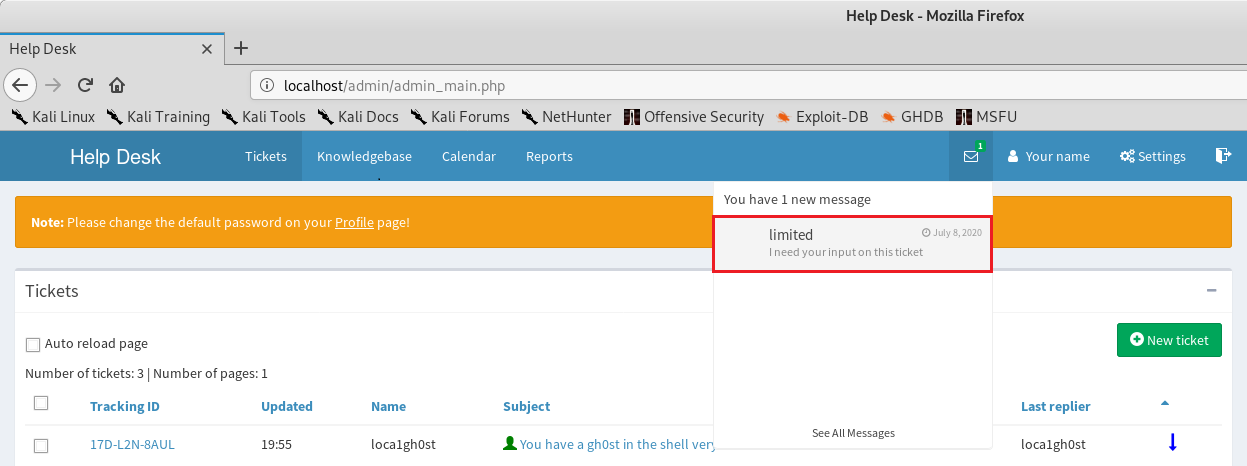 Help Desk - Mozilla Firefox
Help Desk
localhost/admin/admin_main.php
Kali Linux Kali Training Kali Tools Kali Docs Kali Forums NetHunter Offensive Security Exploit-DB GHDB MSFU
Help Desk Tickets Knowledgebase Calendar Reports 1 Your name Settings
You have 1 new message
Note: Please change the default password on your Profile page!
limited July 8, 2020
I need your input on this ticket
Tickets
Auto reload page
New ticket
Number of tickets: 3 | Number of pages: 1
Tracking ID Updated Name Subject Last replier
17D-L2N-8AUL 19:55 loca1gh0st You have a gh0st in the shell very loca1gh0st
See All Messages